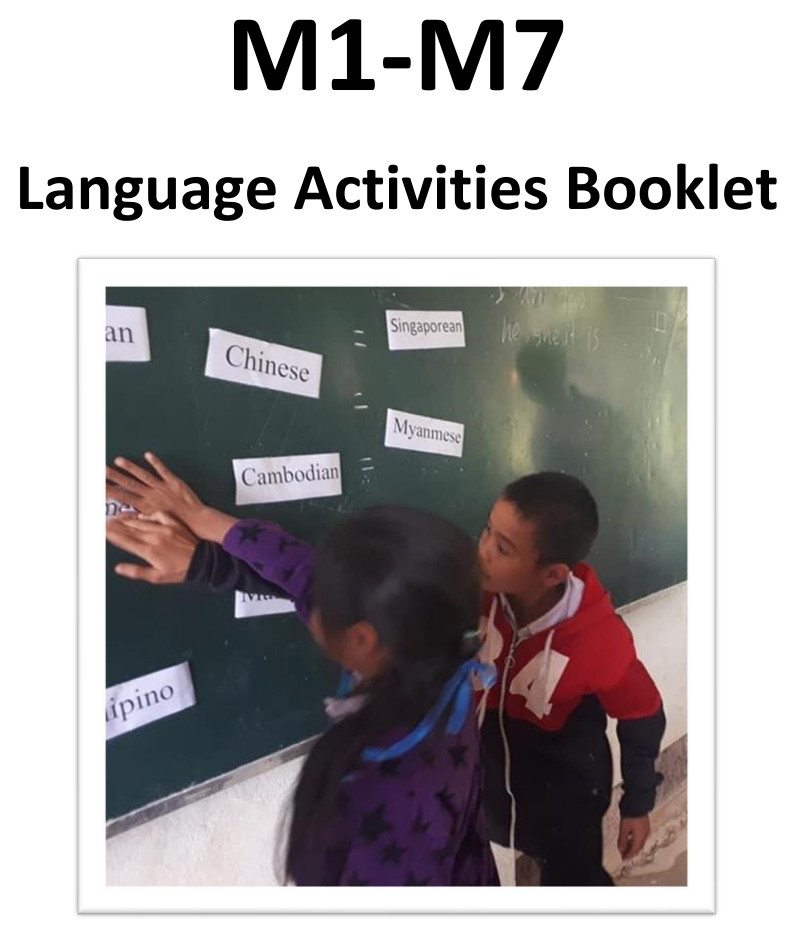 M1-M7
Language Activities Booklet
an
Chinese
Singaporean
Myanmese
Cambodian
ipino